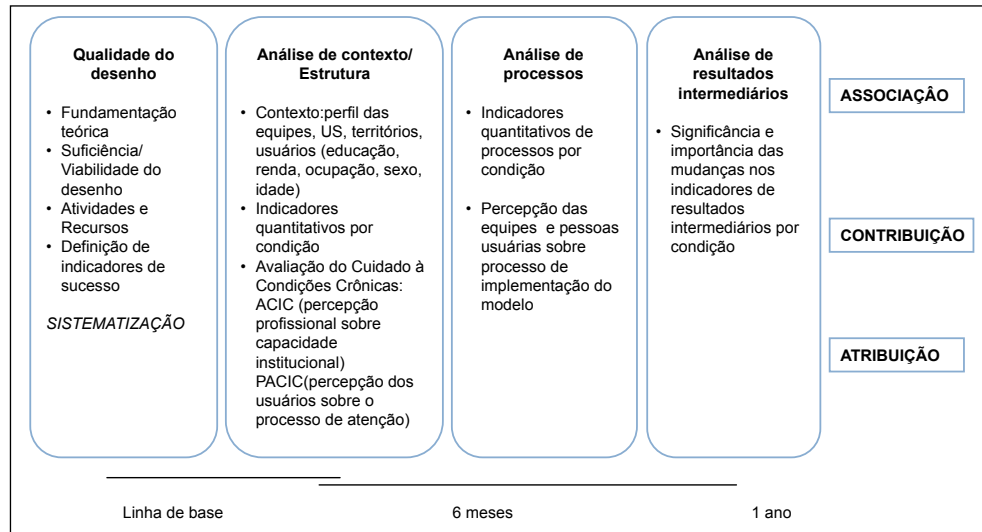 Qualidade do
desenho
• Fundamentação
teórica
• Suficiência/
Viabilidade do
desenho
• Atividades e
Recursos
• Definição de
indicadores de
sucesso
SISTEMATIZAÇÃO
Análise de contexto/
Estrutura
• Contexto:perfil das
equipes, US, territórios,
usuários (educação,
renda, ocupação, sexo,
idade)
• Indicadores
quantitativos por
condição
• Avaliação do Cuidado à
Condições Crônicas:
ACIC (percepção
profissional sobre
capacidade
institucional)
PACIC(percepção dos
usuários sobre o
processo de atenção)
Análise de
processos
• Indicadores
quantitativos de
processos por
condição
• Percepção das
equipes e pessoas
usuárias sobre
processo de
implementação do
modelo
Análise de
resultados
intermediários
• Significância e
importância das
mudanças nos
indicadores de
resultados
intermediários por
condição
ASSOCIAÇÂO
CONTRIBUIÇÃO
ATRIBUIÇÃO
Linha de base
6 meses
1 ano